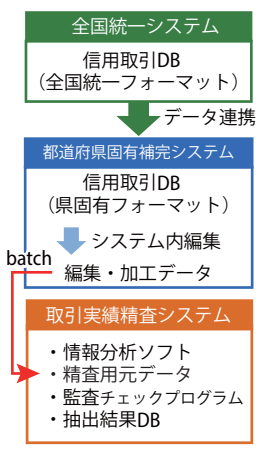 全国統一システム
信用取引DB
（全国統一フォーマット）
データ連携
都道府県固有補完システム
信用取引DB
（県固有フォーマット）
システム内編集
batch
編集・加工データ
取引実績精査システム
・情報分析ソフト
・精査用元データ
・監査チェックプログラム
・抽出結果DB